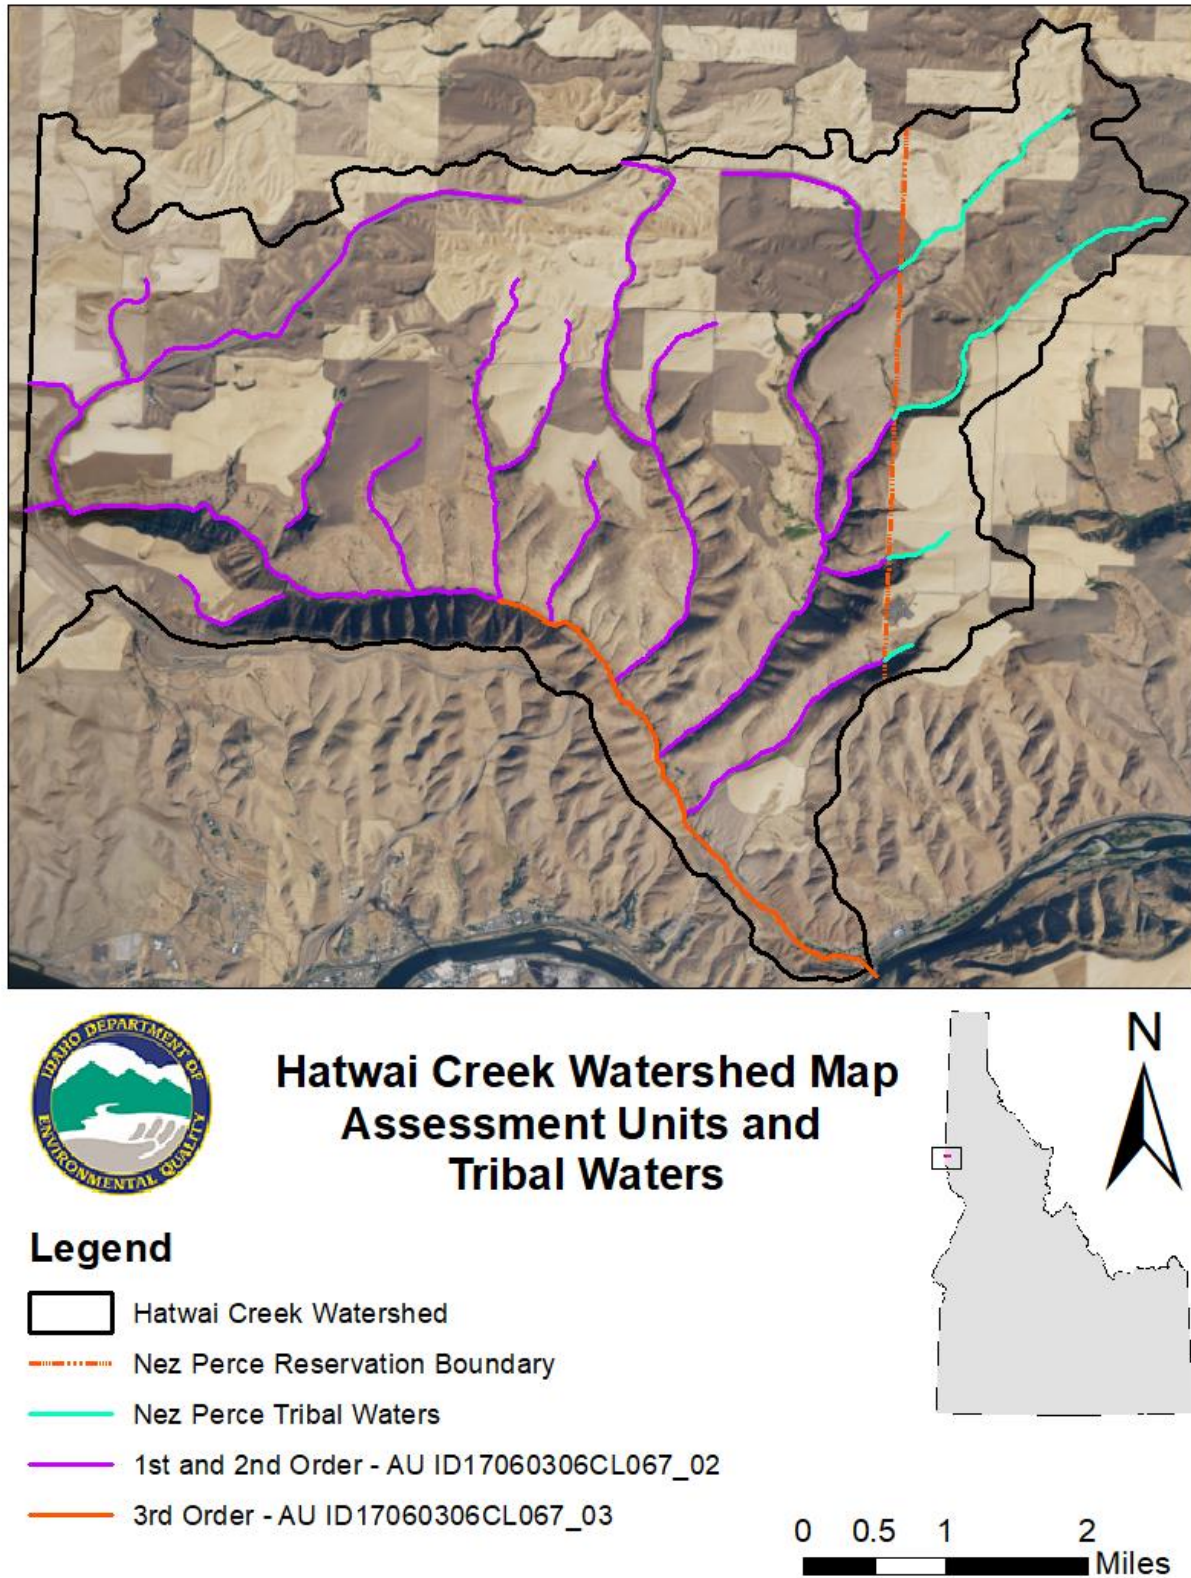 IDAHO DEPARTMENT OF
ENVIRONMENTAL QUALITY
Hatwai Creek Watershed Map
Assessment Units and
Tribal Waters
N
Legend
Hatwai Creek Watershed
Nez Perce Reservation Boundary
Nez Perce Tribal Waters
1st and 2nd Order - AU ID17060306CL067_02
3rd Order - AU ID17060306CL067_03
0 0.5 1 2
Miles